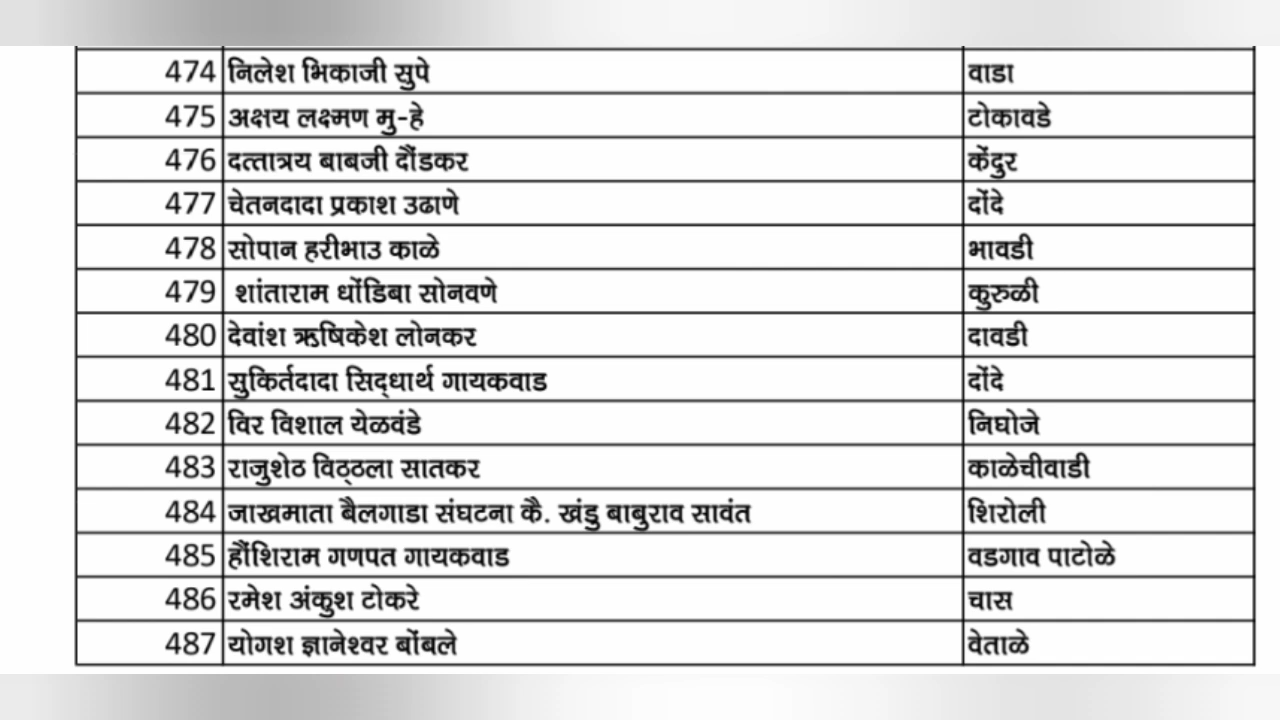 474 निलेश भिकाजी सुपे वाडा
475 अक्षय लक्ष्मण मु-हे टोकावडे
476 दत्तात्रय बाबजी दौंडकर केंदुर
477 चेतनदादा प्रकाश उढाणे दोंदे
478 सोपान हरीभाउ काळे भावडी
479 शांताराम धोंडिबा सोनवणे कुरुळी
480 देवांश ऋषिकेश लोनकर दावडी
481 सुकिर्तदादा सिद्धार्थ गायकवाड दोंदे
482 विर विशाल येळवंडे निघोजे
483 राजुशेठ विठ्ठला सातकर काळेचीवाडी
484 जाखमाता बैलगाडा संघटना कै. खंडु बाबुराव सावंत शिरोली
485 हौंशिराम गणपत गायकवाड वडगाव पाटोळे
486 रमेश अंकुश टोकरे चास
487 योगश ज्ञानेश्वर बोंबले वेताळे